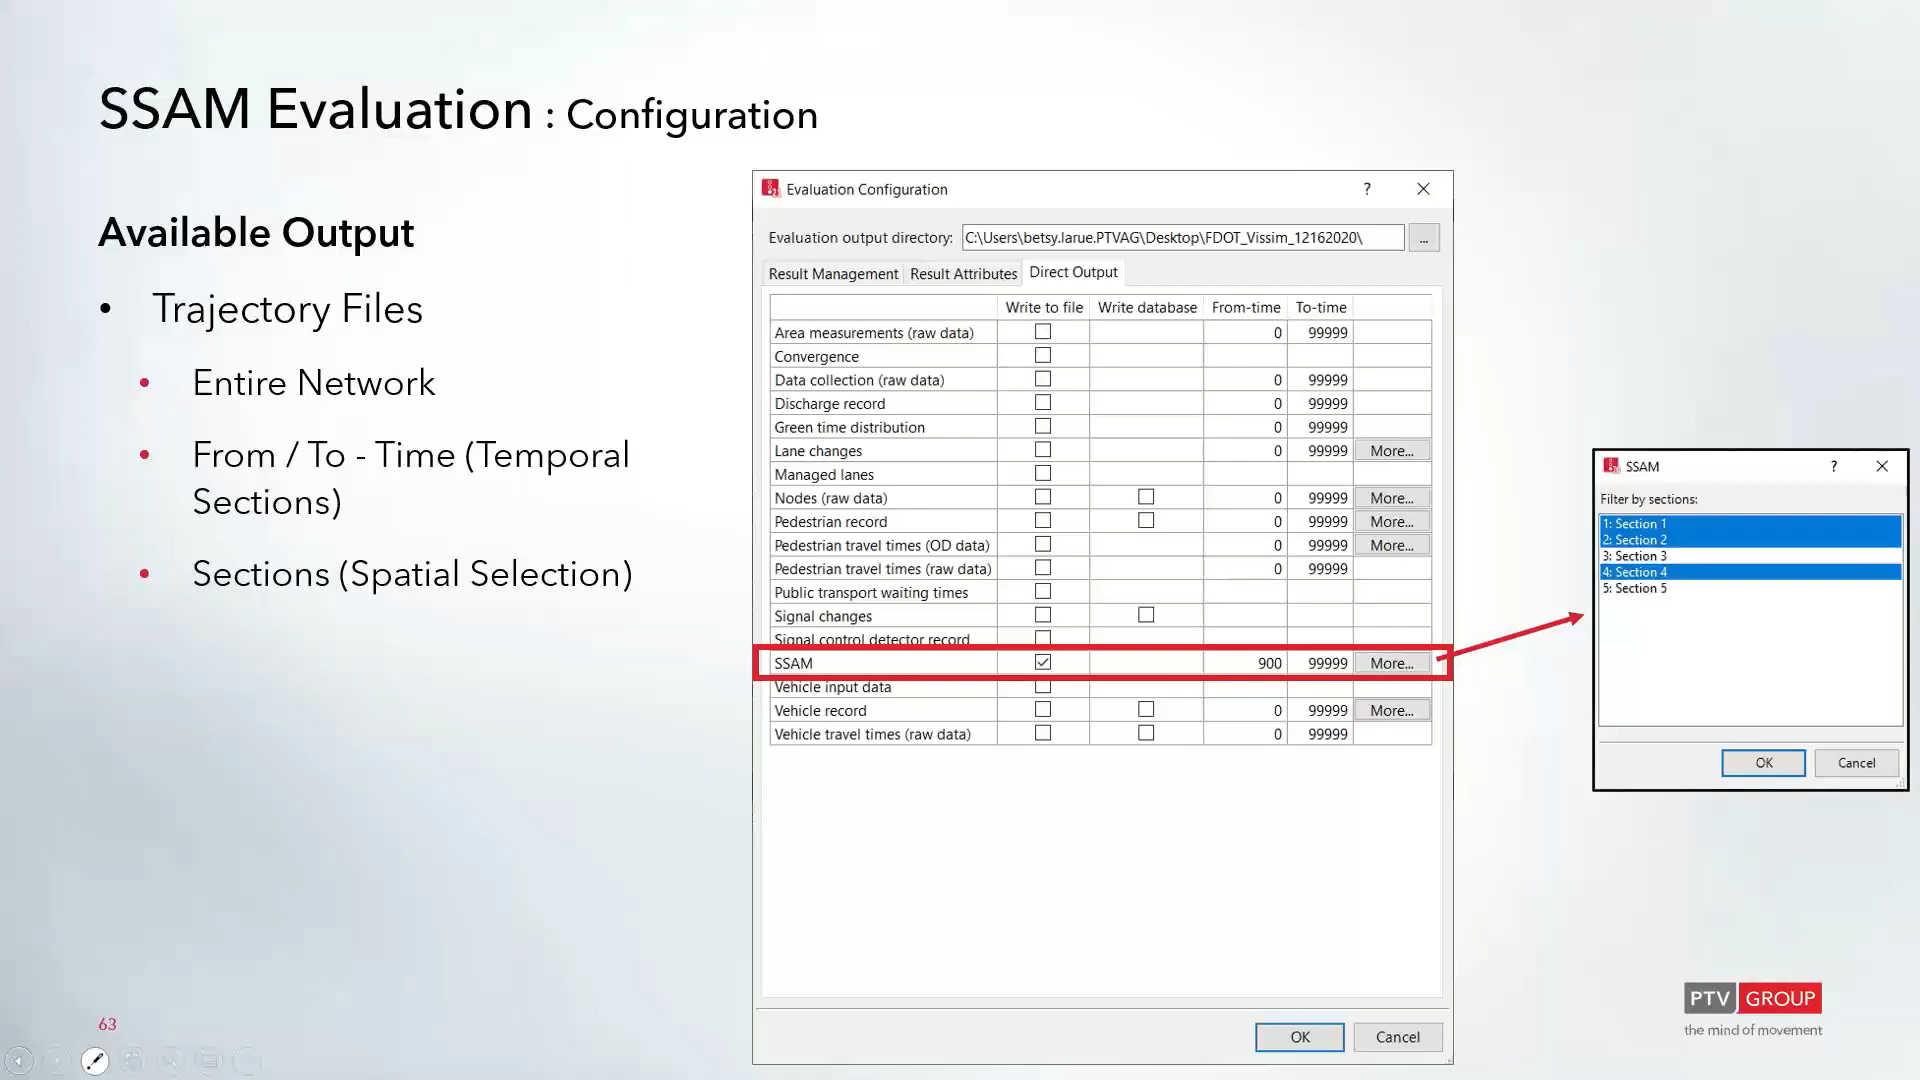 SSAM Evaluation : Configuration
Available Output
• Trajectory Files
• Entire Network
• From / To - Time (Temporal
Sections)
• Sections (Spatial Selection)
Evaluation Configuration ?
Evaluation output directory: C:\Users\betsy.larue.PTVAG\Desktop\FDOT_Vissim_12162020\ ...
Result Management Result Attributes Direct Output
Write to file Write database From-time To-time
Area measurements (raw data) 0 99999
Convergence
Data collection (raw data) 0 99999
Discharge record 0 99999
Green time distribution 0 99999
Lane changes 0 99999 More...
Managed lanes
Nodes (raw data) 0 99999 More...
Pedestrian record 0 99999 More...
Pedestrian travel times (OD data) 0 99999 More...
Pedestrian travel times (raw data) 0 99999
Public transport waiting times
Signal changes
Signal control detector record
SSAM 900 99999 More...
Vehicle input data
Vehicle record 0 99999 More...
Vehicle travel times (raw data) 0 99999
OK Cancel
SSAM ?
Filter by sections:
1: Section 1
2: Section 2
3: Section 3
4: Section 4
5: Section 5
OK Cancel
63
PTV GROUP
the mind of movement